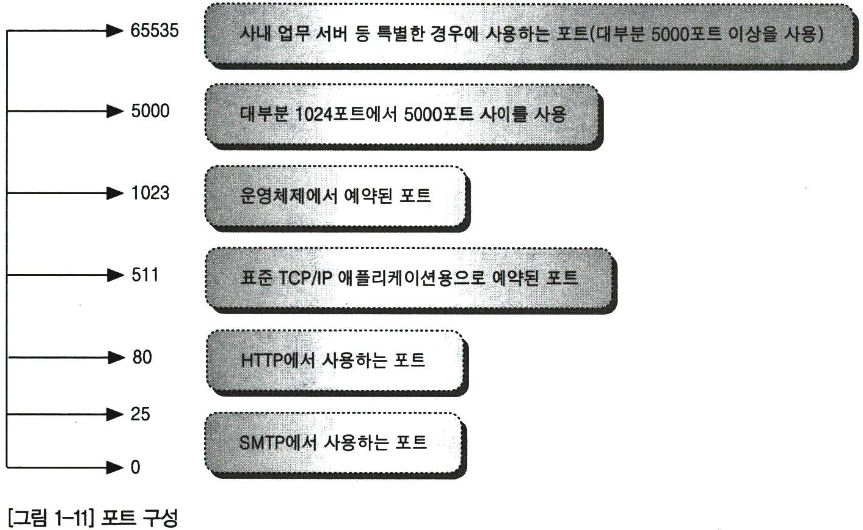 65535 사내 업무 서버 등 특별한 경우에 사용하는 포트(대부분 5000포트 이상을 사용)
5000 대부분 1024포트에서 5000포트 사이를 사용
1023 운영체제에서 예약된 포트
511 표준 TCP/IP 애플리케이션용으로 예약된 포트
80 HTTP에서 사용하는 포트
25
SMTP에서 사용하는 포트
0
[그림 1-11] 포트 구성